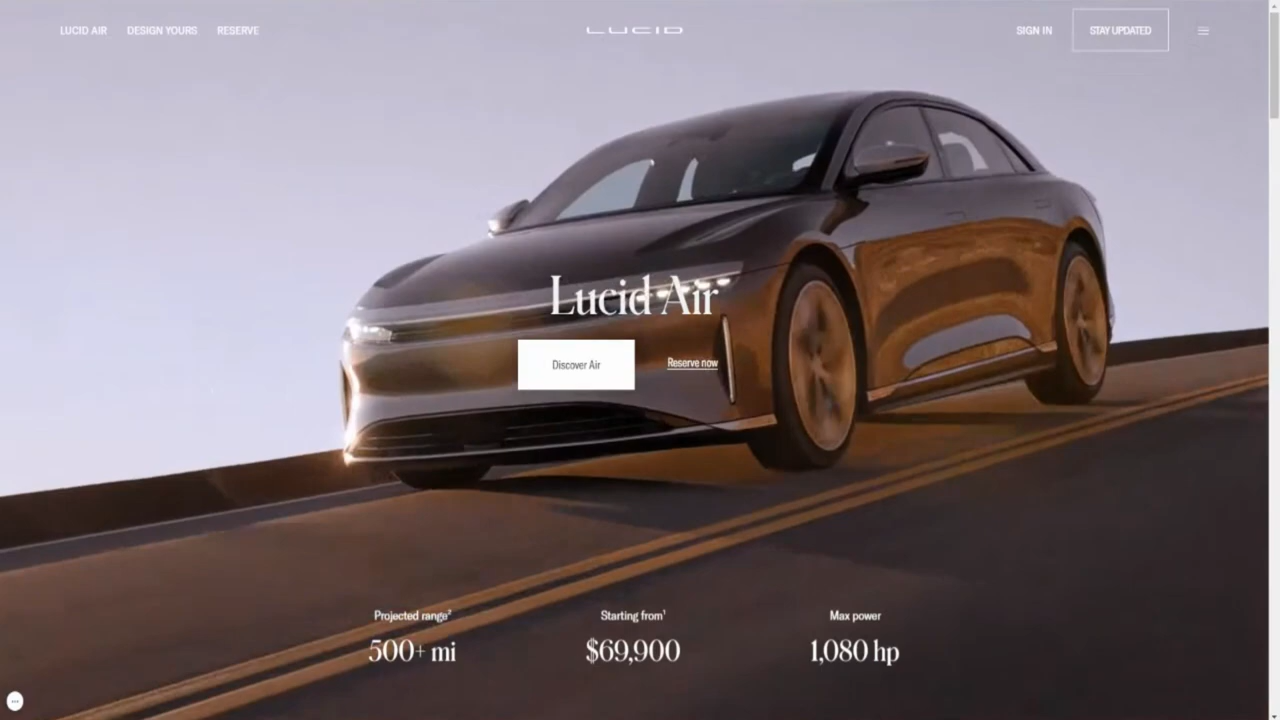 LUCID AIR
DESIGN YOURS
RESERVE
LUCID
SIGN IN
STAY UPDATED
Lucid Air
Discover Air
Reserve now
Projected range²
Starting from¹
Max power
500+ mi
$69,900
1,080 hp